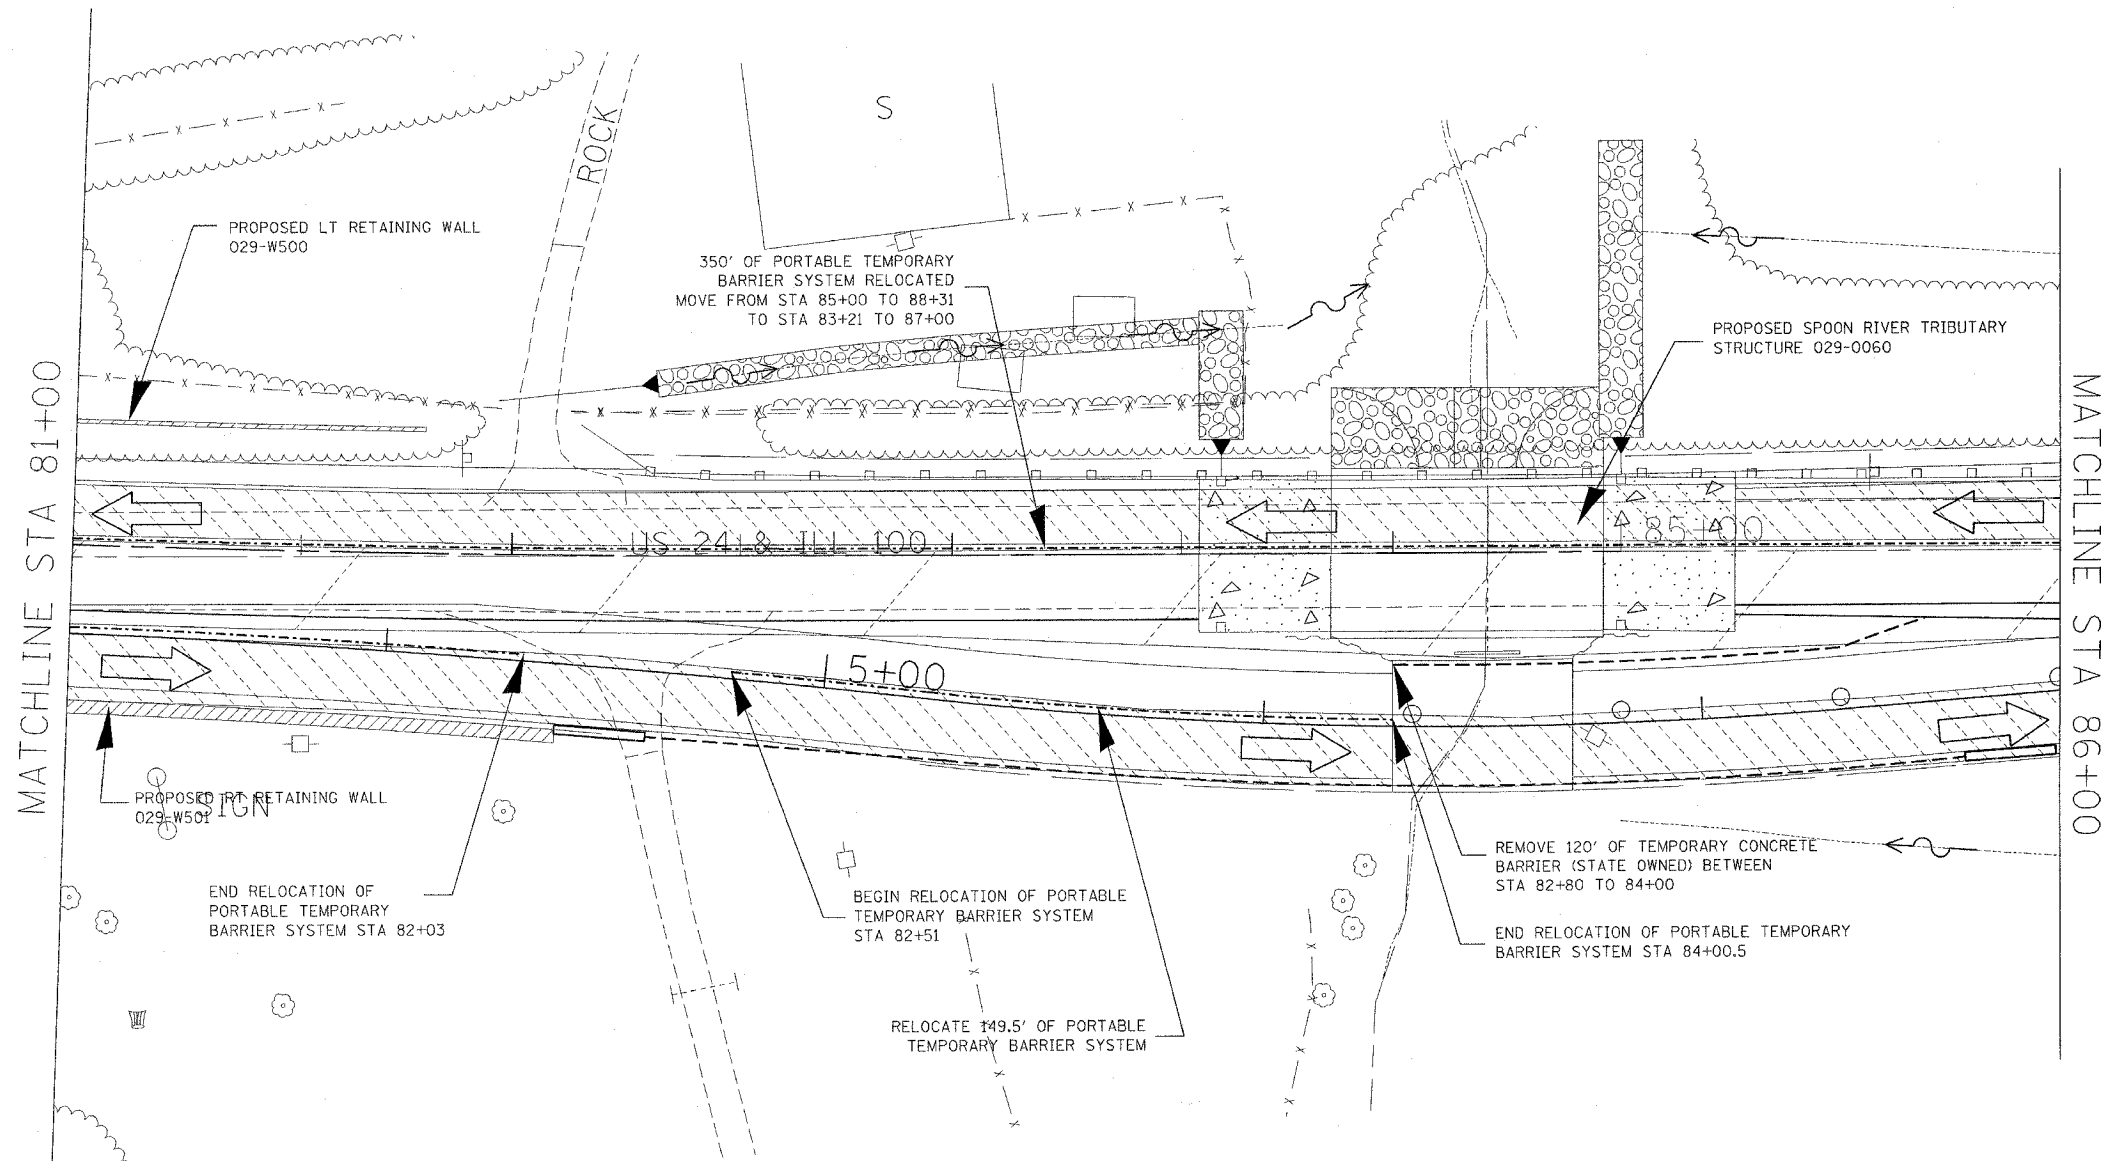 ROCK
S
PROPOSED LT RETAINING WALL
029-W500
350' OF PORTABLE TEMPORARY
BARRIER SYSTEM RELOCATED
MOVE FROM STA 85+00 TO 88+31
TO STA 83+21 TO 87+00
PROPOSED SPOON RIVER TRIBUTARY
STRUCTURE 029-0060
MATCHLINE STA 81+00
MATCHLINE STA 86+00
US 24 & ILL 100
85+00
5+00
PROPOSED RT RETAINING WALL
029-W501
SIGN
END RELOCATION OF
PORTABLE TEMPORARY
BARRIER SYSTEM STA 82+03
BEGIN RELOCATION OF PORTABLE
TEMPORARY BARRIER SYSTEM
STA 82+51
REMOVE 120' OF TEMPORARY CONCRETE
BARRIER (STATE OWNED) BETWEEN
STA 82+80 TO 84+00
END RELOCATION OF PORTABLE TEMPORARY
BARRIER SYSTEM STA 84+00.5
RELOCATE 149.5' OF PORTABLE
TEMPORARY BARRIER SYSTEM